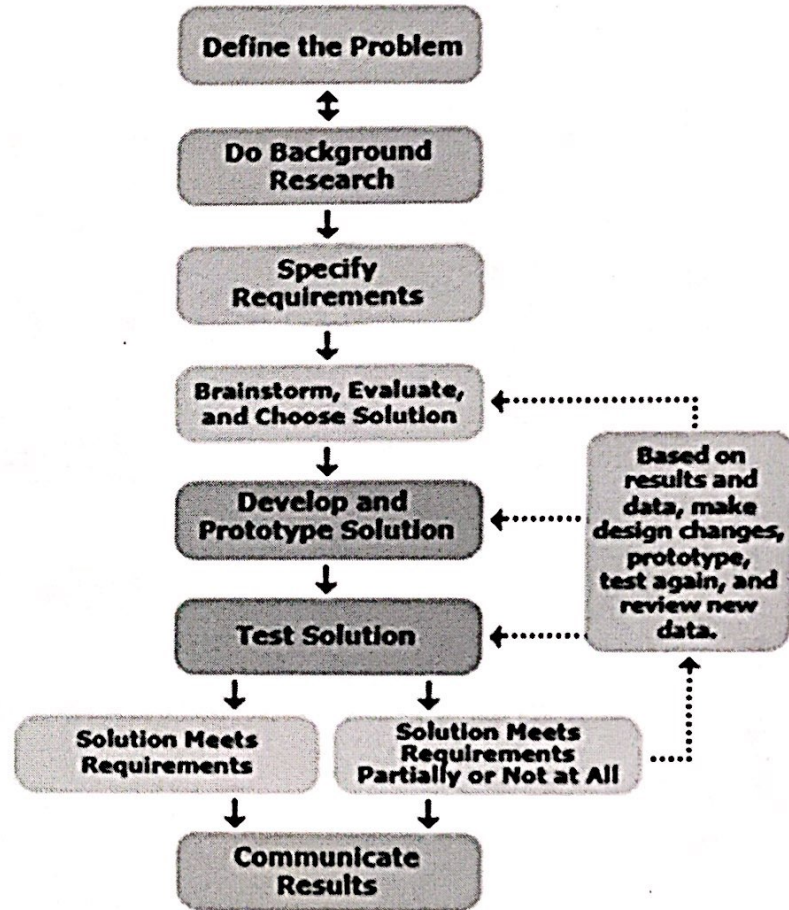 Define the Problem
Do Background
Research
Specify
Requirements
Brainstorm, Evaluate,
and Choose Solution
Based on
results and
data, make
design changes,
prototype,
test again, and
review new
data.
Develop and
Prototype Solution
Test Solution
Solution Meets
Requirements
Solution Meets
Requirements
Partially or Not at All
Communicate
Results